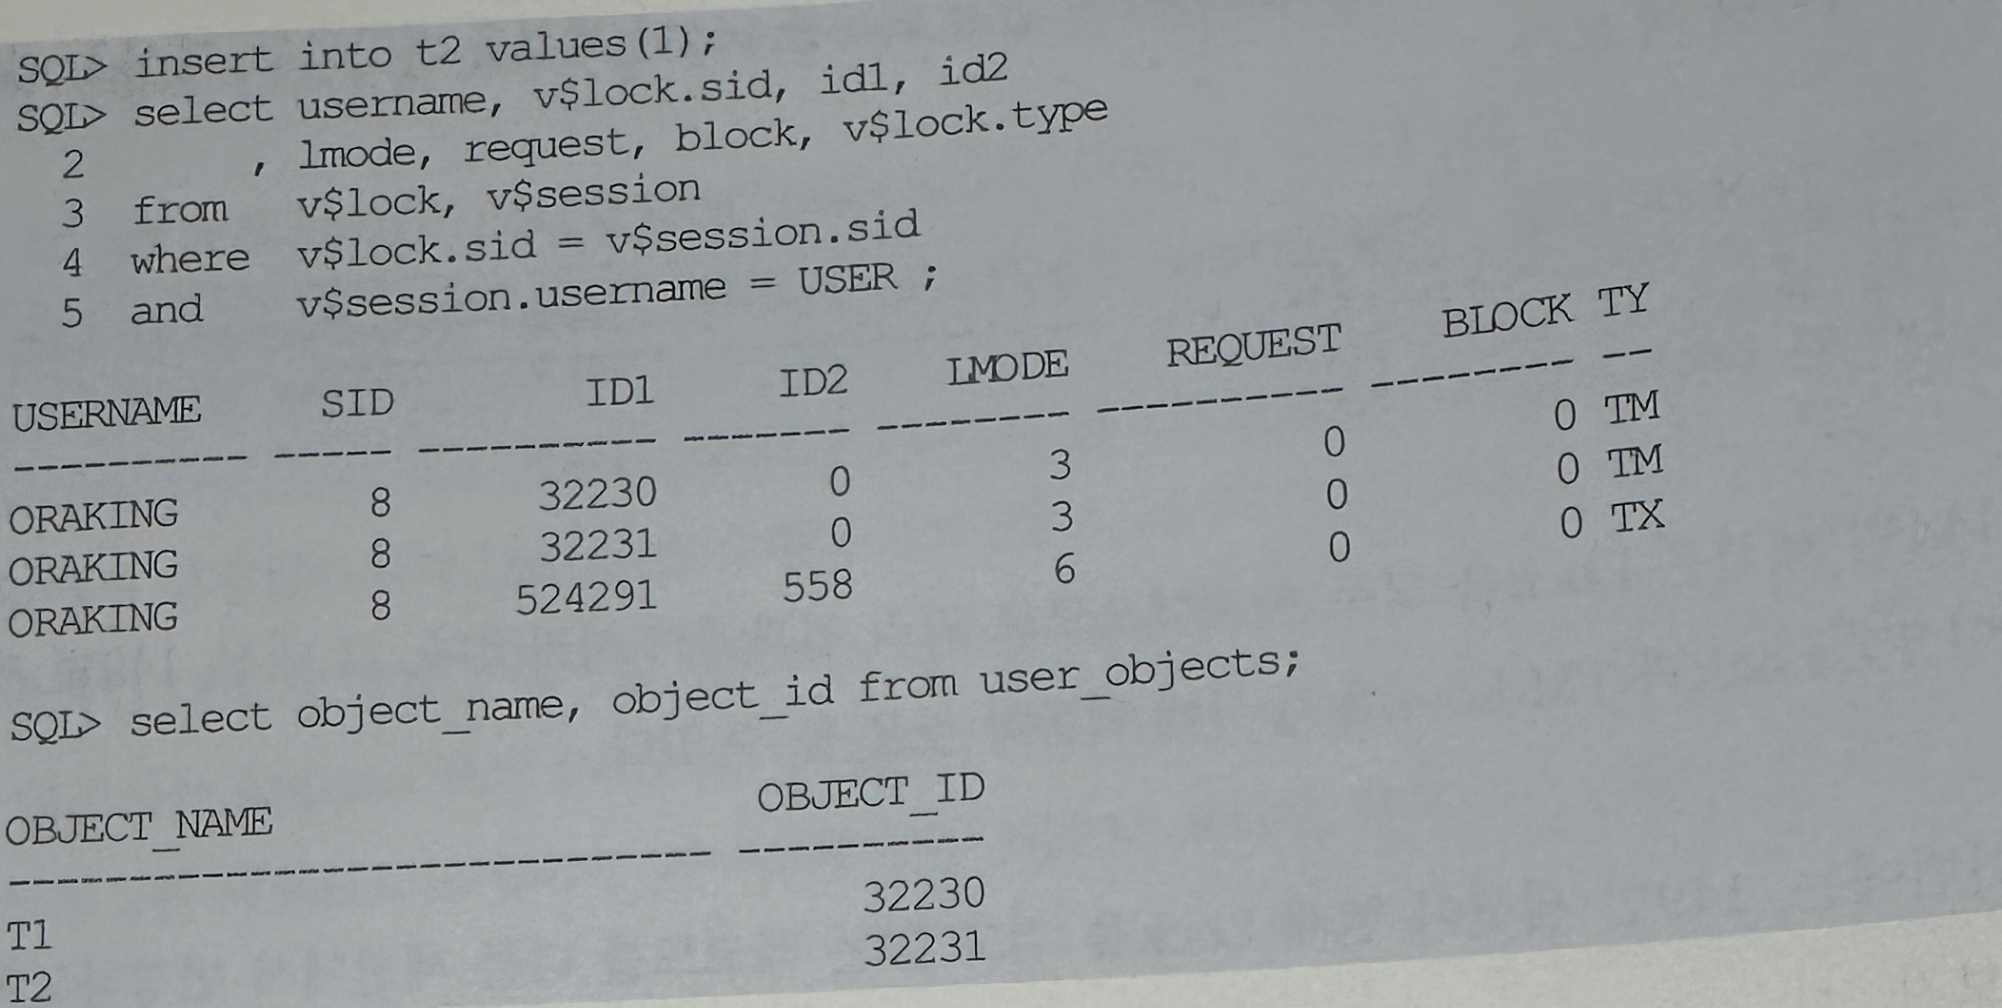 SQL> insert into t2 values(1);
SQL> select username, v$lock.sid, id1, id2
2 , lmode, request, block, v$lock.type
3 from v$lock, v$session
4 where v$lock.sid = v$session.sid
5 and v$session.username = USER ;
USERNAME SID ID1 ID2 LMODE REQUEST BLOCK TY
---------- ----- ---------- ------- -------- ---------- -------- --
ORAKING 8 32230 0 3 0 0 TM
ORAKING 8 32231 0 3 0 0 TM
ORAKING 8 524291 558 6 0 0 TX
SQL> select object_name, object_id from user_objects;
OBJECT_NAME OBJECT_ID
----------------------------- ----------
T1 32230
T2 32231